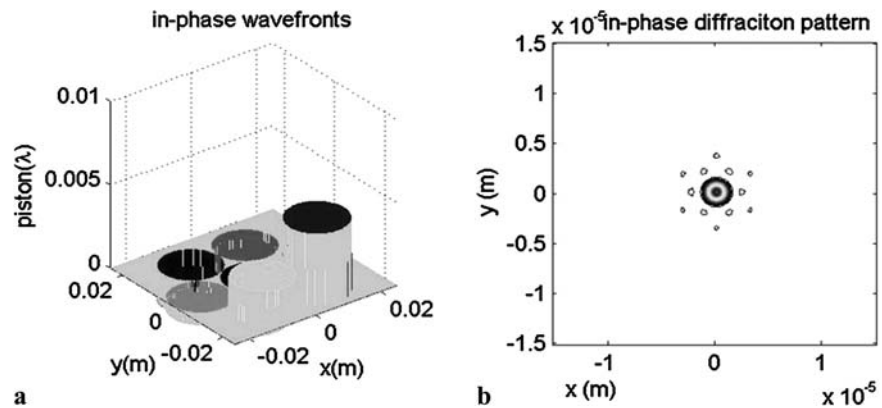 in-phase wavefronts
0.01
0.005
0
piston(λ)
0.02
0
-0.02
y(m)
-0.02
0
0.02
x(m)
a
x 10⁻⁵
in-phase diffraciton pattern
1.5
1
0.5
0
-0.5
-1
-1.5
y (m)
-1
0
1
x (m)
x 10⁻⁵
b